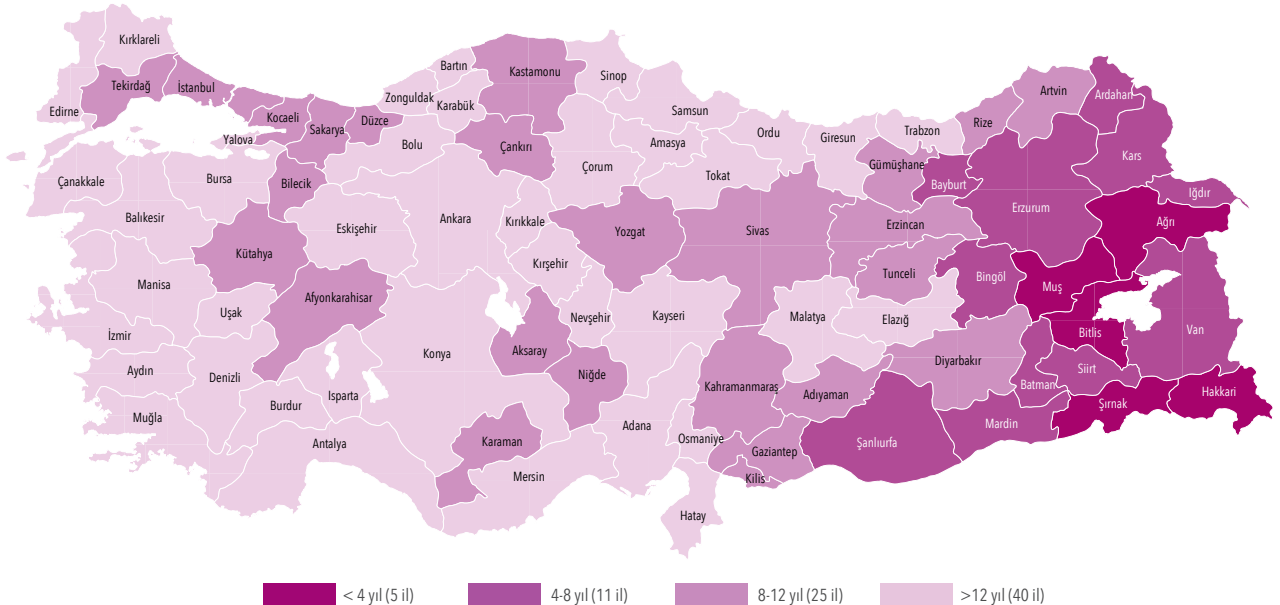 Kırklareli
Tekirdağ
İstanbul
Edirne
Kocaeli
Yalova
Sakarya
Düzce
Zonguldak
Bartın
Karabük
Kastamonu
Sinop
Samsun
Bolu
Çankırı
Çorum
Amasya
Tokat
Ordu
Giresun
Trabzon
Gümüşhane
Rize
Artvin
Ardahan
Kars
Bayburt
Erzurum
Iğdır
Ağrı
Çanakkale
Bursa
Bilecik
Balıkesir
Eskişehir
Ankara
Kırıkkale
Kırşehir
Yozgat
Sivas
Erzincan
Tunceli
Bingöl
Muş
Kütahya
Manisa
Uşak
Afyonkarahisar
İzmir
Aydın
Denizli
Muğla
Burdur
Isparta
Antalya
Konya
Aksaray
Nevşehir
Niğde
Kayseri
Karaman
Mersin
Adana
Osmaniye
Hatay
Kahramanmaraş
Malatya
Elazığ
Adıyaman
Gaziantep
Kilis
Diyarbakır
Şanlıurfa
Mardin
Batman
Siirt
Bitlis
Van
Şırnak
Hakkari
< 4 yıl (5 il)
4-8 yıl (11 il)
8-12 yıl (25 il)
>12 yıl (40 il)